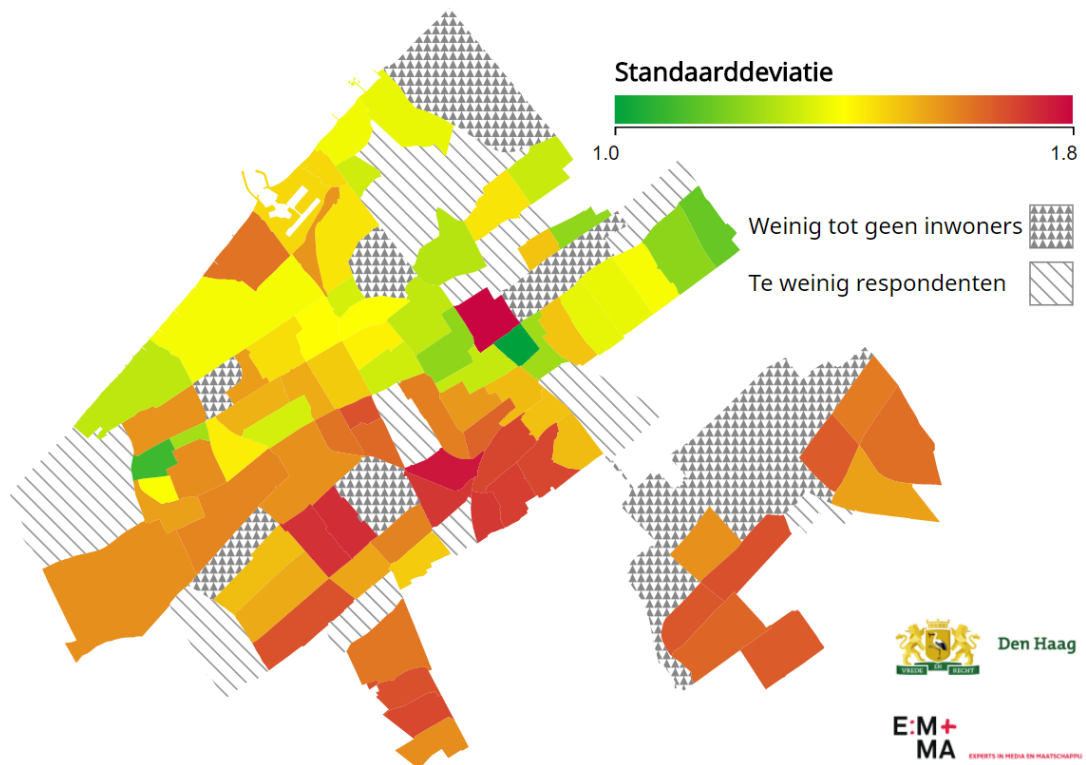 Standaarddeviatie
1.0
1.8
Weinig tot geen inwoners
Te weinig respondenten
VREDE EN RECHT
Den Haag
E:M+
MA
EXPERTS IN MEDIA EN MAATSCHAPPIJ